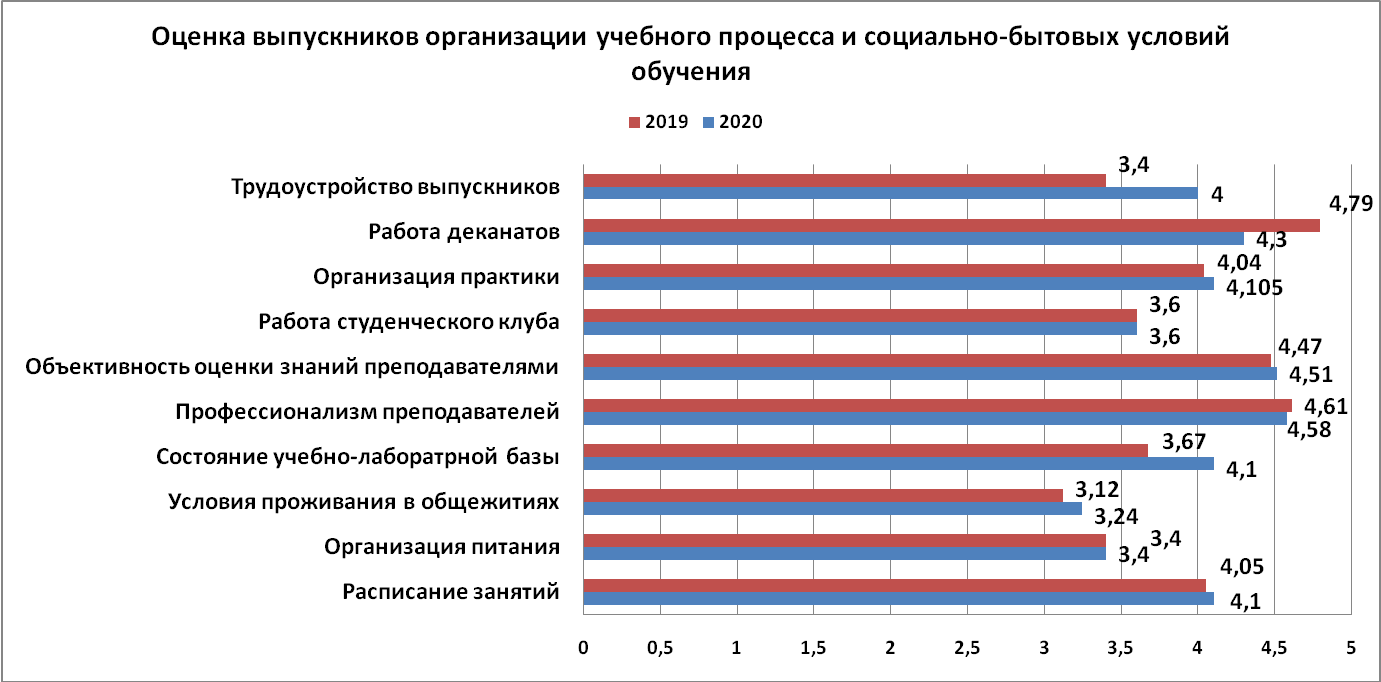 Оценка выпускников организации учебного процесса и социально-бытовых условий
обучения
2019 2020
Трудоустройство выпускников
3,4
4
Работа деканатов
4,79
4,3
Организация практики
4,04
4,105
Работа студенческого клуба
3,6
3,6
Объективность оценки знаний преподавателями
4,47
4,51
Профессионализм преподавателей
4,61
4,58
Состояние учебно-лаборатрной базы
3,67
4,1
Условия проживания в общежитиях
3,12
3,24
Организация питания
3,4
3,4
Расписание занятий
4,05
4,1
0 0,5 1 1,5 2 2,5 3 3,5 4 4,5 5